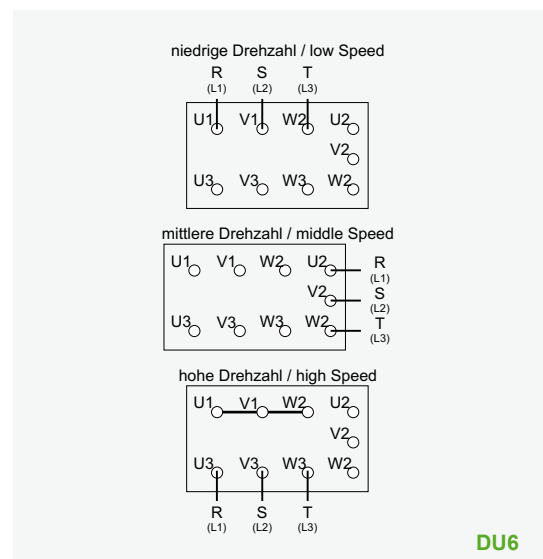 niedrige Drehzahl / low Speed
R S T
(L1) (L2) (L3)
U1 V1 W2 U2
V2
U3 V3 W3 W2
mittlere Drehzahl / middle Speed
U1 V1 W2 U2 R
(L1)
V2 S
(L2)
U3 V3 W3 W2 T
(L3)
hohe Drehzahl / high Speed
U1 V1 W2 U2
V2
U3 V3 W3 W2
R S T
(L1) (L2) (L3)
DU6